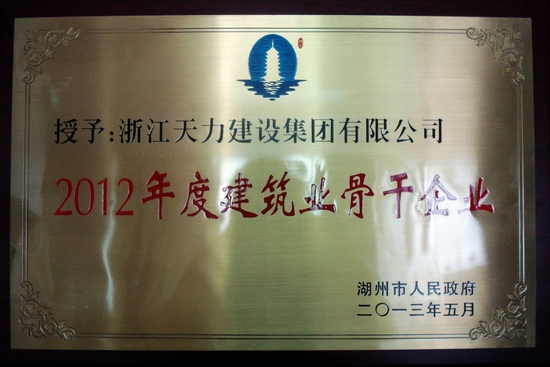 授予:浙江天力建设集团有限公司
2012年度建筑业骨干企业
湖州市人民政府
二〇一三年五月